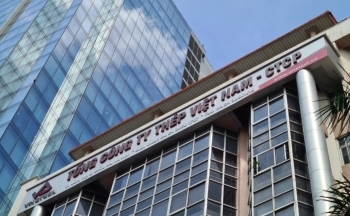 TỔNG CÔNG TY THÉP VIỆT NAM - CTCP